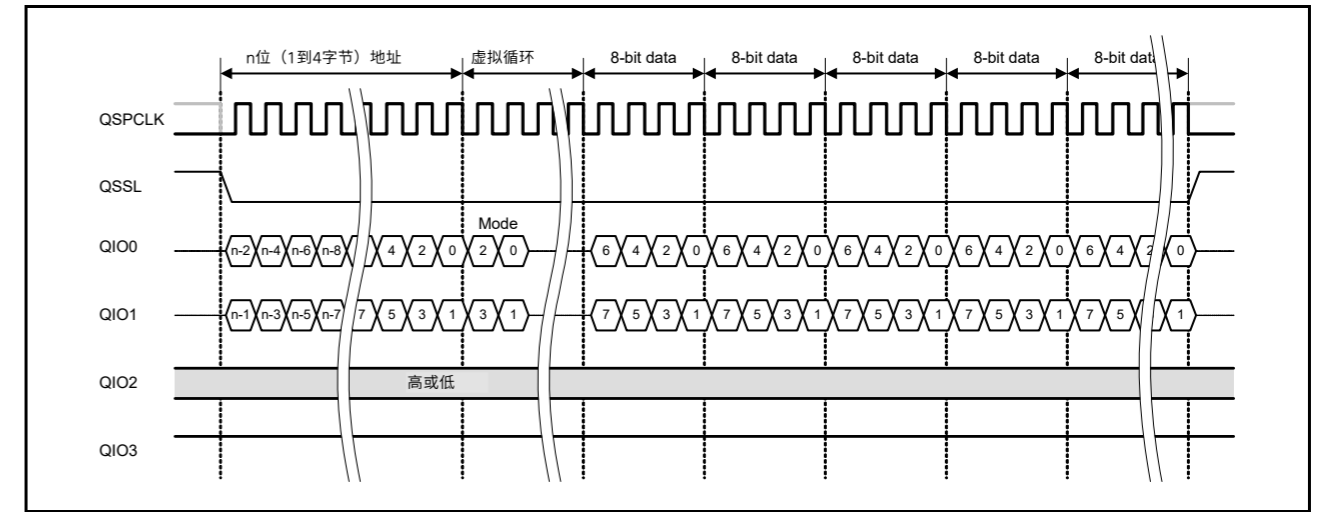 n位（1到4字节）地址 虚拟循环 8-bit data 8-bit data 8-bit data 8-bit data 8-bit data
QSPCLK
QSSL
Mode
QIO0 n-2 n-4 n-6 n-8 4 2 0 2 0 6 4 2 0 6 4 2 0 6 4 2 0 6 4 2 0 6 4 2 0
QIO1 n-1 n-3 n-5 n-7 7 5 3 1 3 1 7 5 3 1 7 5 3 1 7 5 3 1 7 5 3 1 7 5 1
QIO2 高或低
QIO3